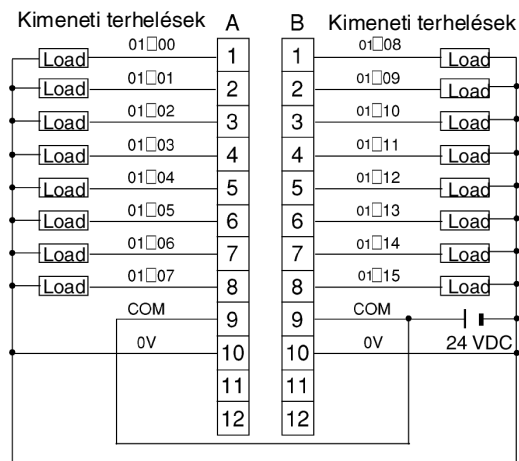 Kimeneti terhelések A B Kimeneti terhelések
Load 01□00 1 1 01□08 Load
Load 01□01 2 2 01□09 Load
Load 01□02 3 3 01□10 Load
Load 01□03 4 4 01□11 Load
Load 01□04 5 5 01□12 Load
Load 01□05 6 6 01□13 Load
Load 01□06 7 7 01□14 Load
Load 01□07 8 8 01□15 Load
COM 9 9 COM
0V 10 10 0V 24 VDC
11 11
12 12